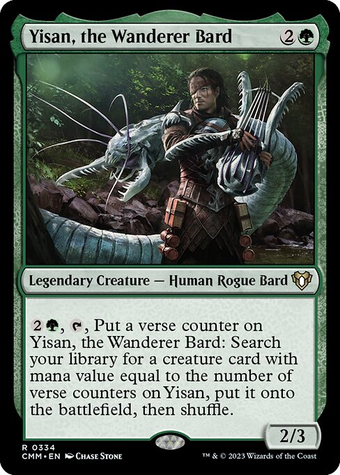 Yisan, the Wanderer Bard 2
Legendary Creature — Human Rogue Bard
2, , Put a verse counter on
Yisan, the Wanderer Bard: Search
your library for a creature card with
mana value equal to the number of
verse counters on Yisan, put it onto
the battlefield, then shuffle.
2/3
R 0334
CMM • EN Chase Stone
™ & © 2023 Wizards of the Coast